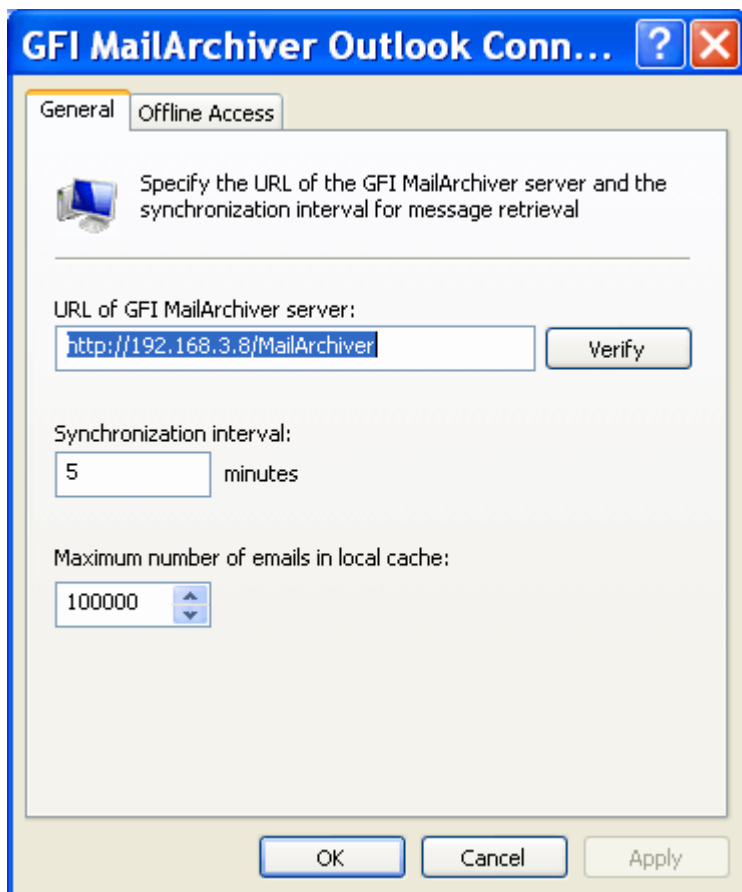 GFI MailArchiver Outlook Conn...
General Offline Access
Specify the URL of the GFI MailArchiver server and the
synchronization interval for message retrieval
URL of GFI MailArchiver server:
http://192.168.3.8/MailArchiver Verify
Synchronization interval:
5 minutes
Maximum number of emails in local cache:
100000
OK Cancel Apply